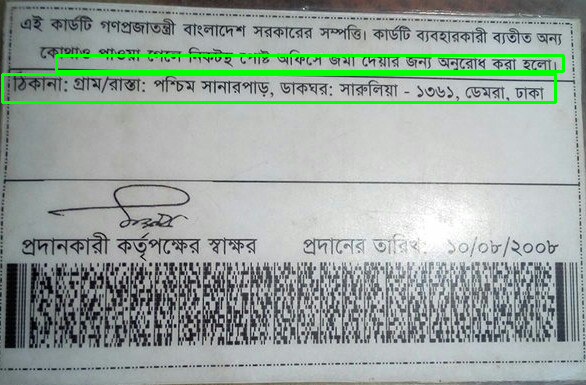 এই কার্ডটি গণপ্রজাতন্ত্রী বাংলাদেশ সরকারের সম্পত্তি। কার্ডটি ব্যবহারকারী ব্যতীত অন্য
কোথাও পাওয়া গেলে নিকটস্থ পোষ্ট অফিসে জমা দেয়ার জন্য অনুরোধ করা হলো।
ঠিকানা: গ্রাম/রাস্তা: পশ্চিম সানারপাড়, ডাকঘর: সারুলিয়া - ১৩৬১, ডেমরা, ঢাকা
প্রদানকারী কর্তৃপক্ষের স্বাক্ষর প্রদানের তারিখ: ১০/০৮/২০০৮